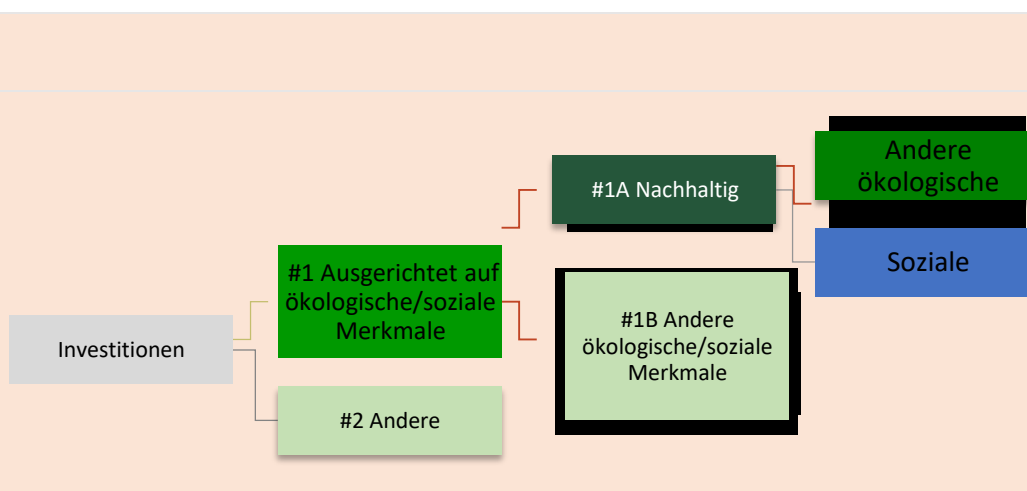 Investitionen
#1 Ausgerichtet auf
ökologische/soziale
Merkmale
#2 Andere
#1A Nachhaltig
#1B Andere
ökologische/soziale
Merkmale
Andere
ökologische
Soziale